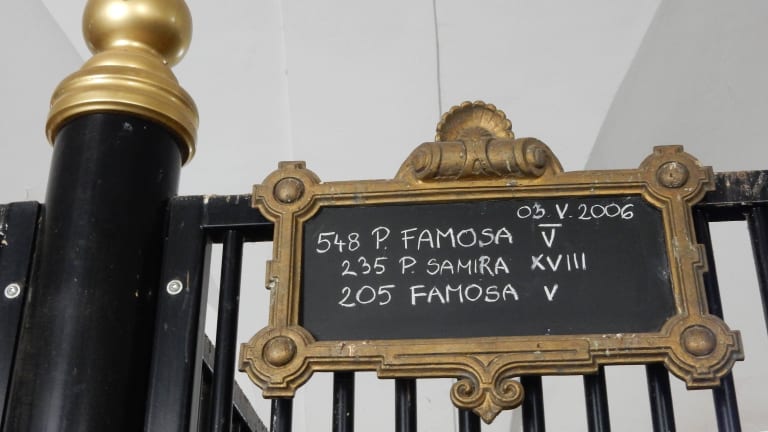 03.V.2006
548 P. FAMOSA V
235 P. SAMIRA XVIII
205 FAMOSA V